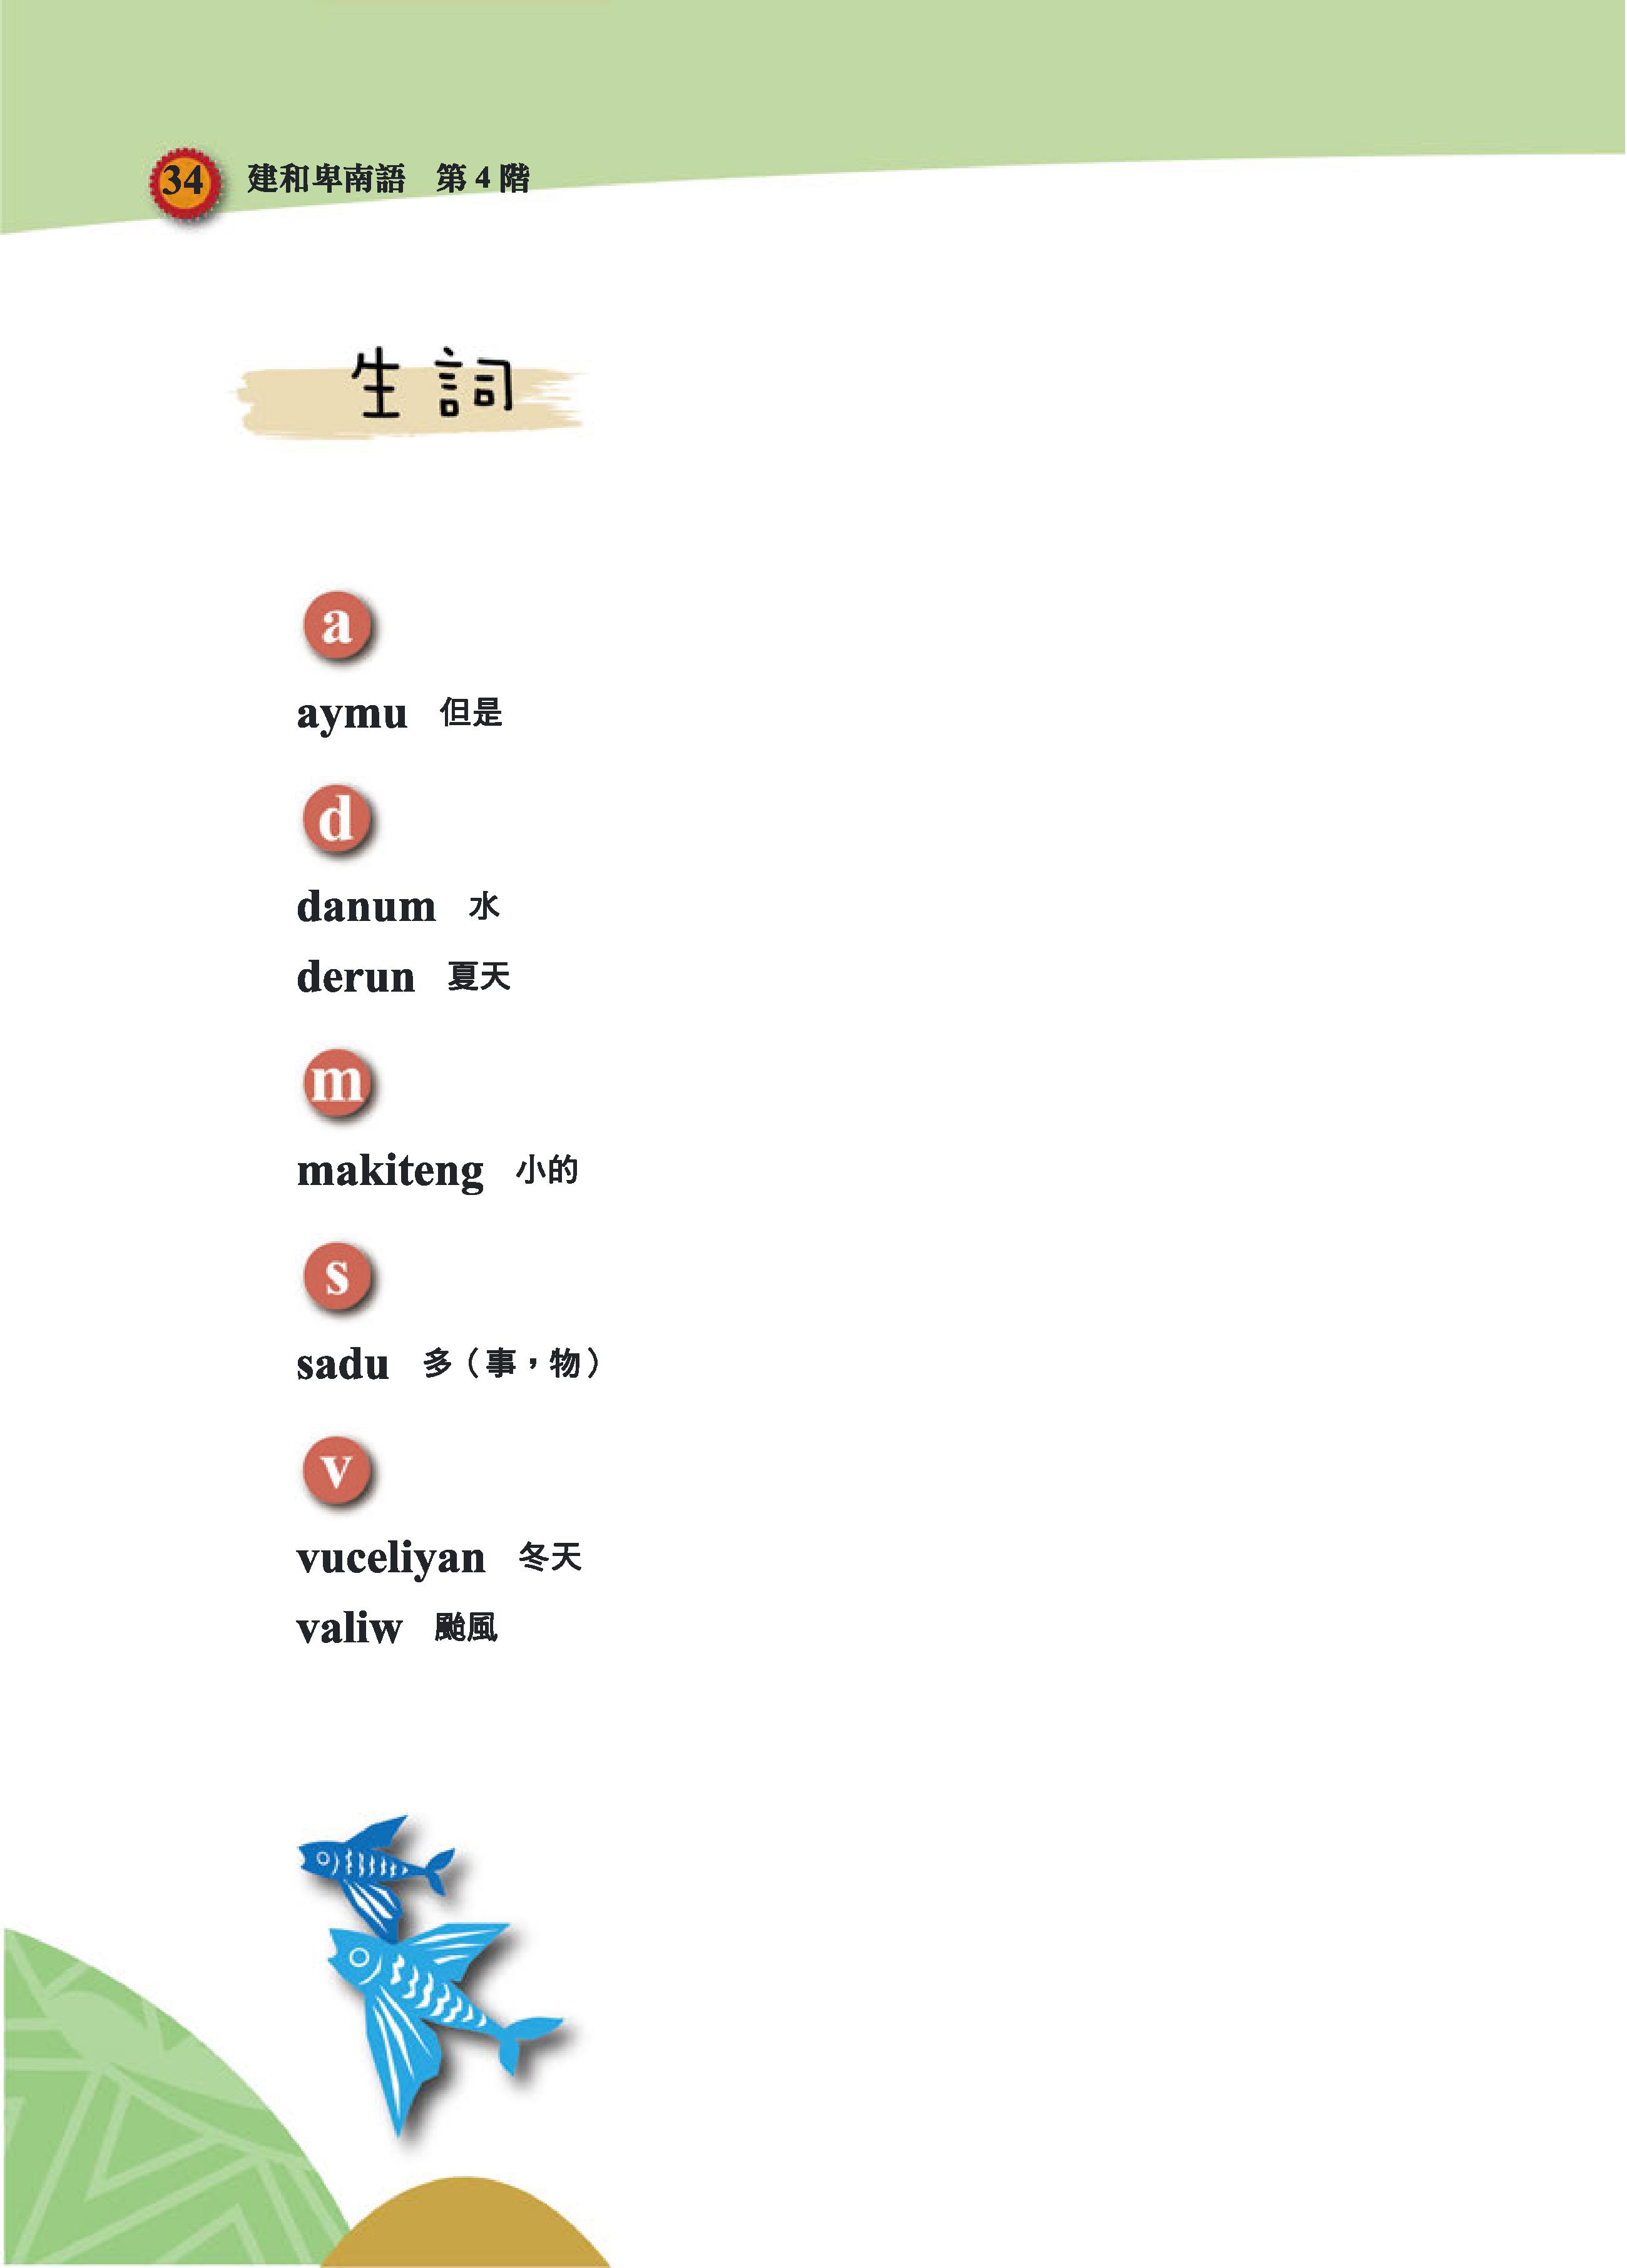 34 建和卑南語 第4階
生詞
a
aymu 但是
d
danum 水
derun 夏天
m
makiteng 小的
s
sadu 多（事，物）
v
vuceliyan 冬天
valiw 颱風